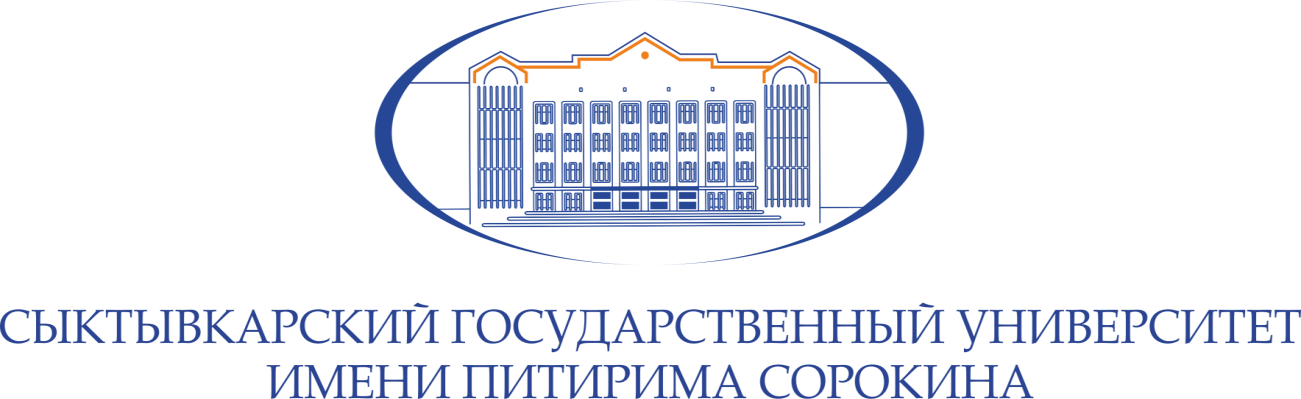 СЫКТЫВКАРСКИЙ ГОСУДАРСТВЕННЫЙ УНИВЕРСИТЕТ
ИМЕНИ ПИТИРИМА СОРОКИНА